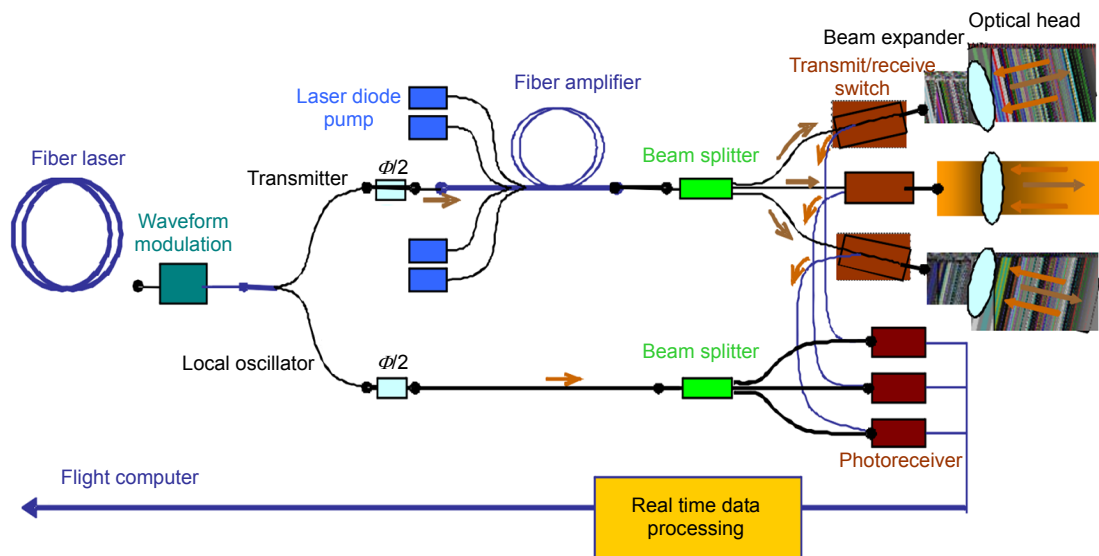 Optical head
Beam expander
Transmit/receive
switch
Fiber amplifier
Laser diode
pump
Fiber laser
Beam splitter
Φ/2
Transmitter
Waveform
modulation
Local oscillator
Φ/2
Beam splitter
Photoreceiver
Flight computer
Real time data
processing